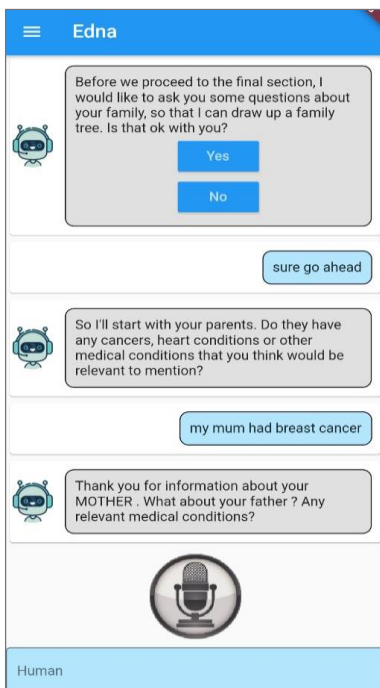 Edna
Before we proceed to the final section, I
would like to ask you some questions about
your family, so that I can draw up a family
tree. Is that ok with you?
Yes
No
sure go ahead
So I'll start with your parents. Do they have
any cancers, heart conditions or other
medical conditions that you think would be
relevant to mention?
my mum had breast cancer
Thank you for information about your
MOTHER . What about your father ? Any
relevant medical conditions?
Human